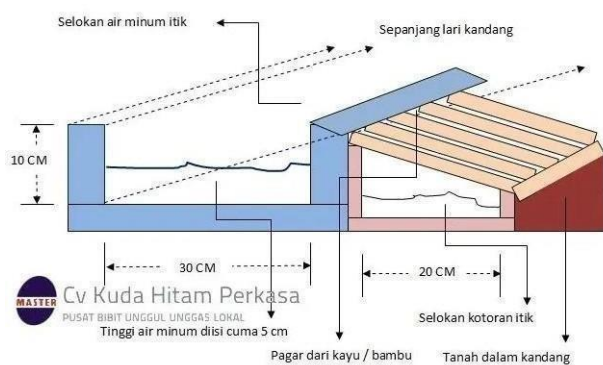 Selokan air minum itik
Sepanjang lari kandang
10 CM
30 CM
20 CM
MASTER
Cv Kuda Hitam Perkasa
PUSAT BIBIT UNGGUL UNGGAS LOKAL
Tinggi air minum diisi cuma 5 cm
Selokan kotoran itik
Pagar dari kayu / bambu
Tanah dalam kandang